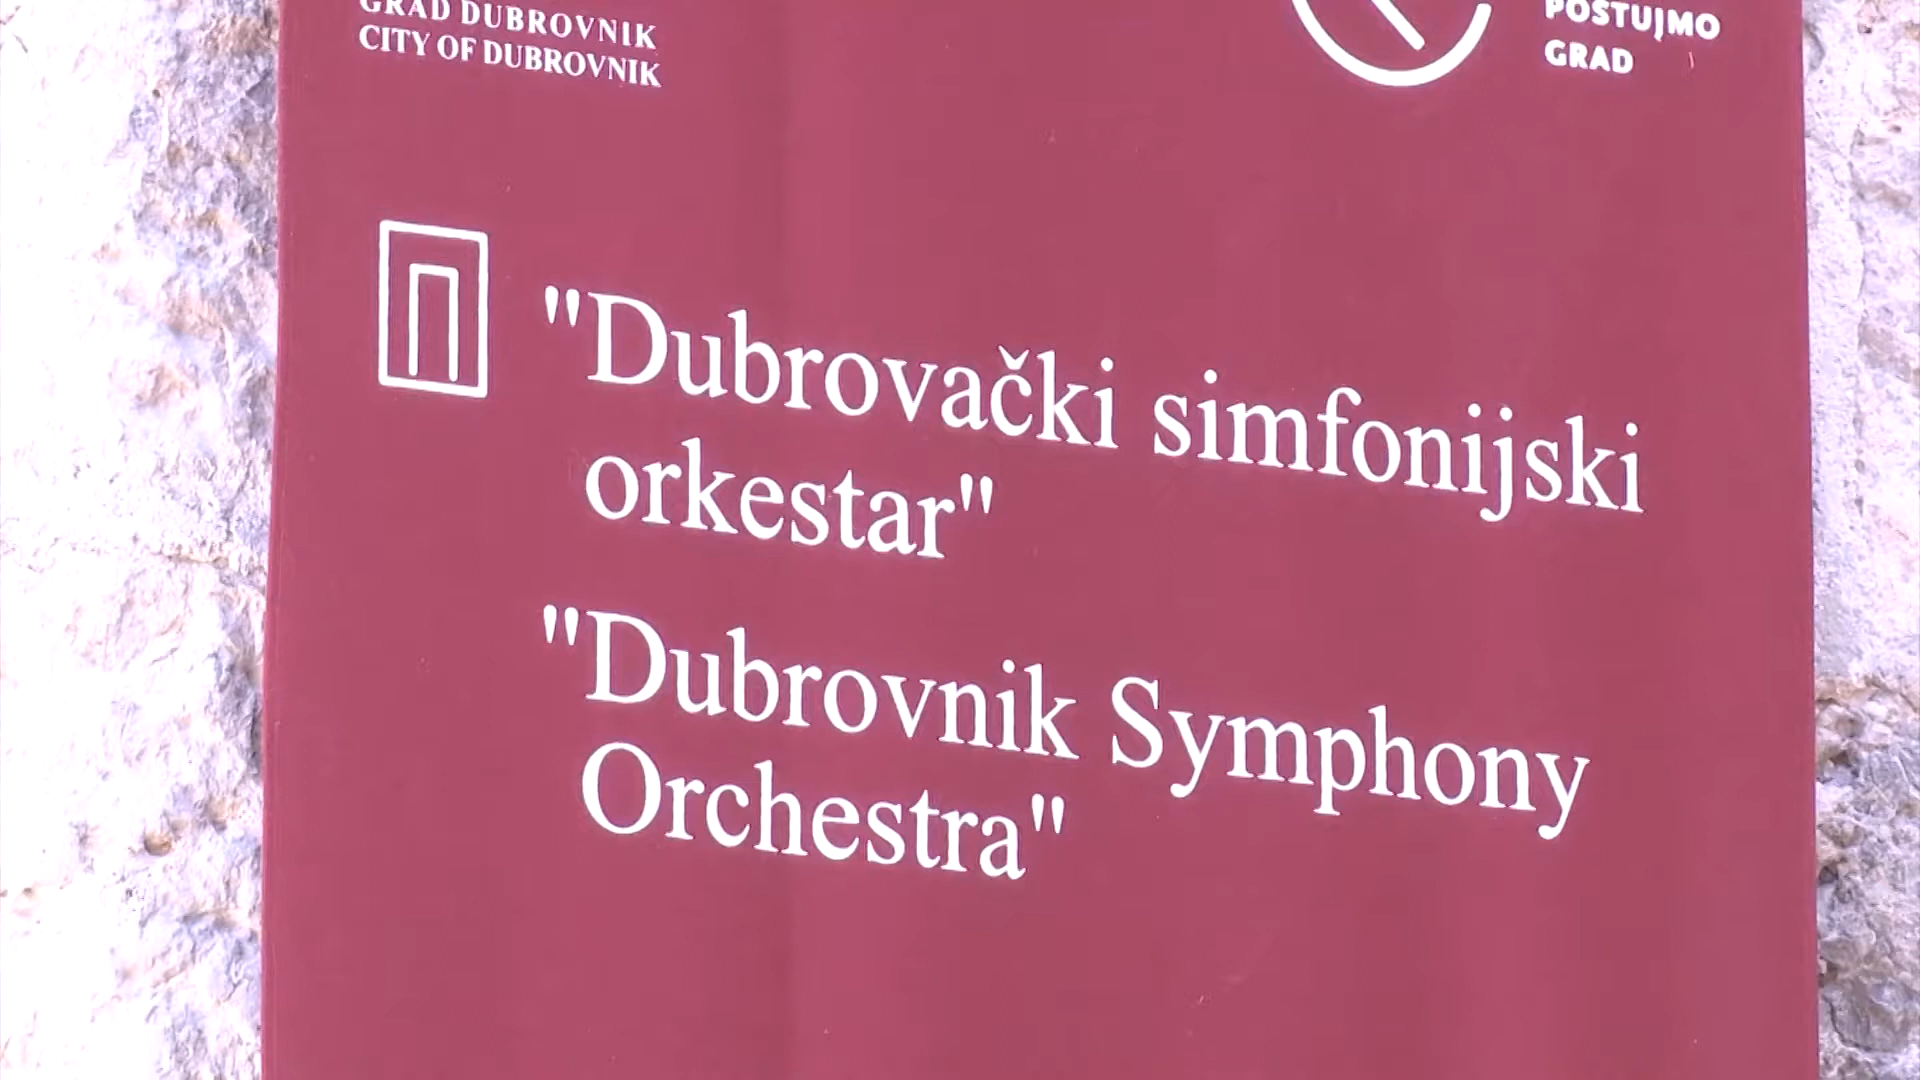 GRAD DUBROVNIK
CITY OF DUBROVNIK
POŠTUJMO
GRAD
"Dubrovački simfonijski
orkestar"
"Dubrovnik Symphony
Orchestra"